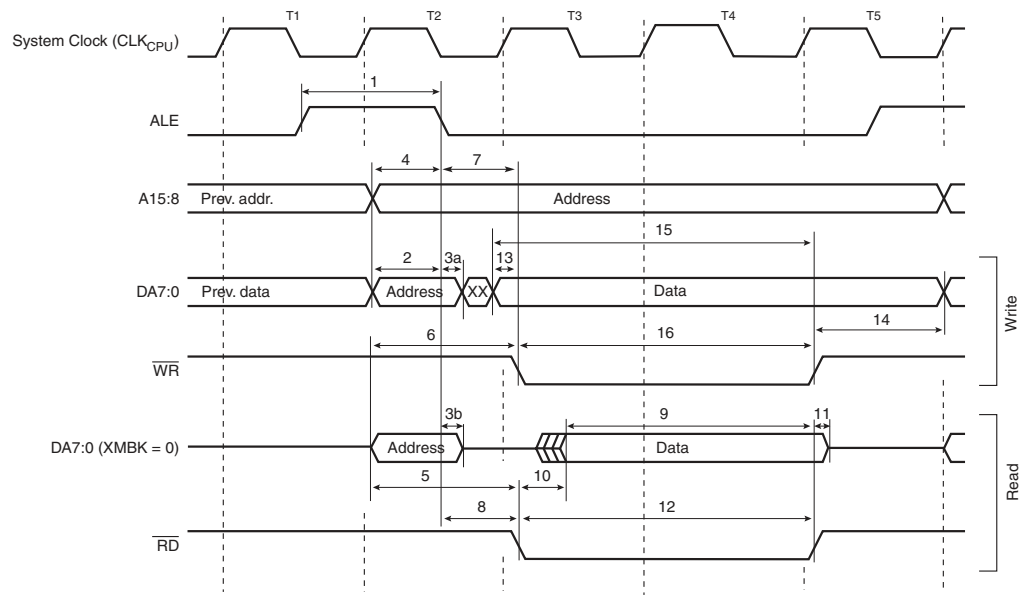 T1 T2 T3 T4 T5
System Clock (CLKCPU)
1
ALE
4 7
A15:8 Prev. addr. Address
15
2 3a 13
DA7:0 Prev. data Address XX Data
14
6 16
WR
Write
3b 9 11
DA7:0 (XMBK = 0) Address Data
5 10
8 12
RD
Read